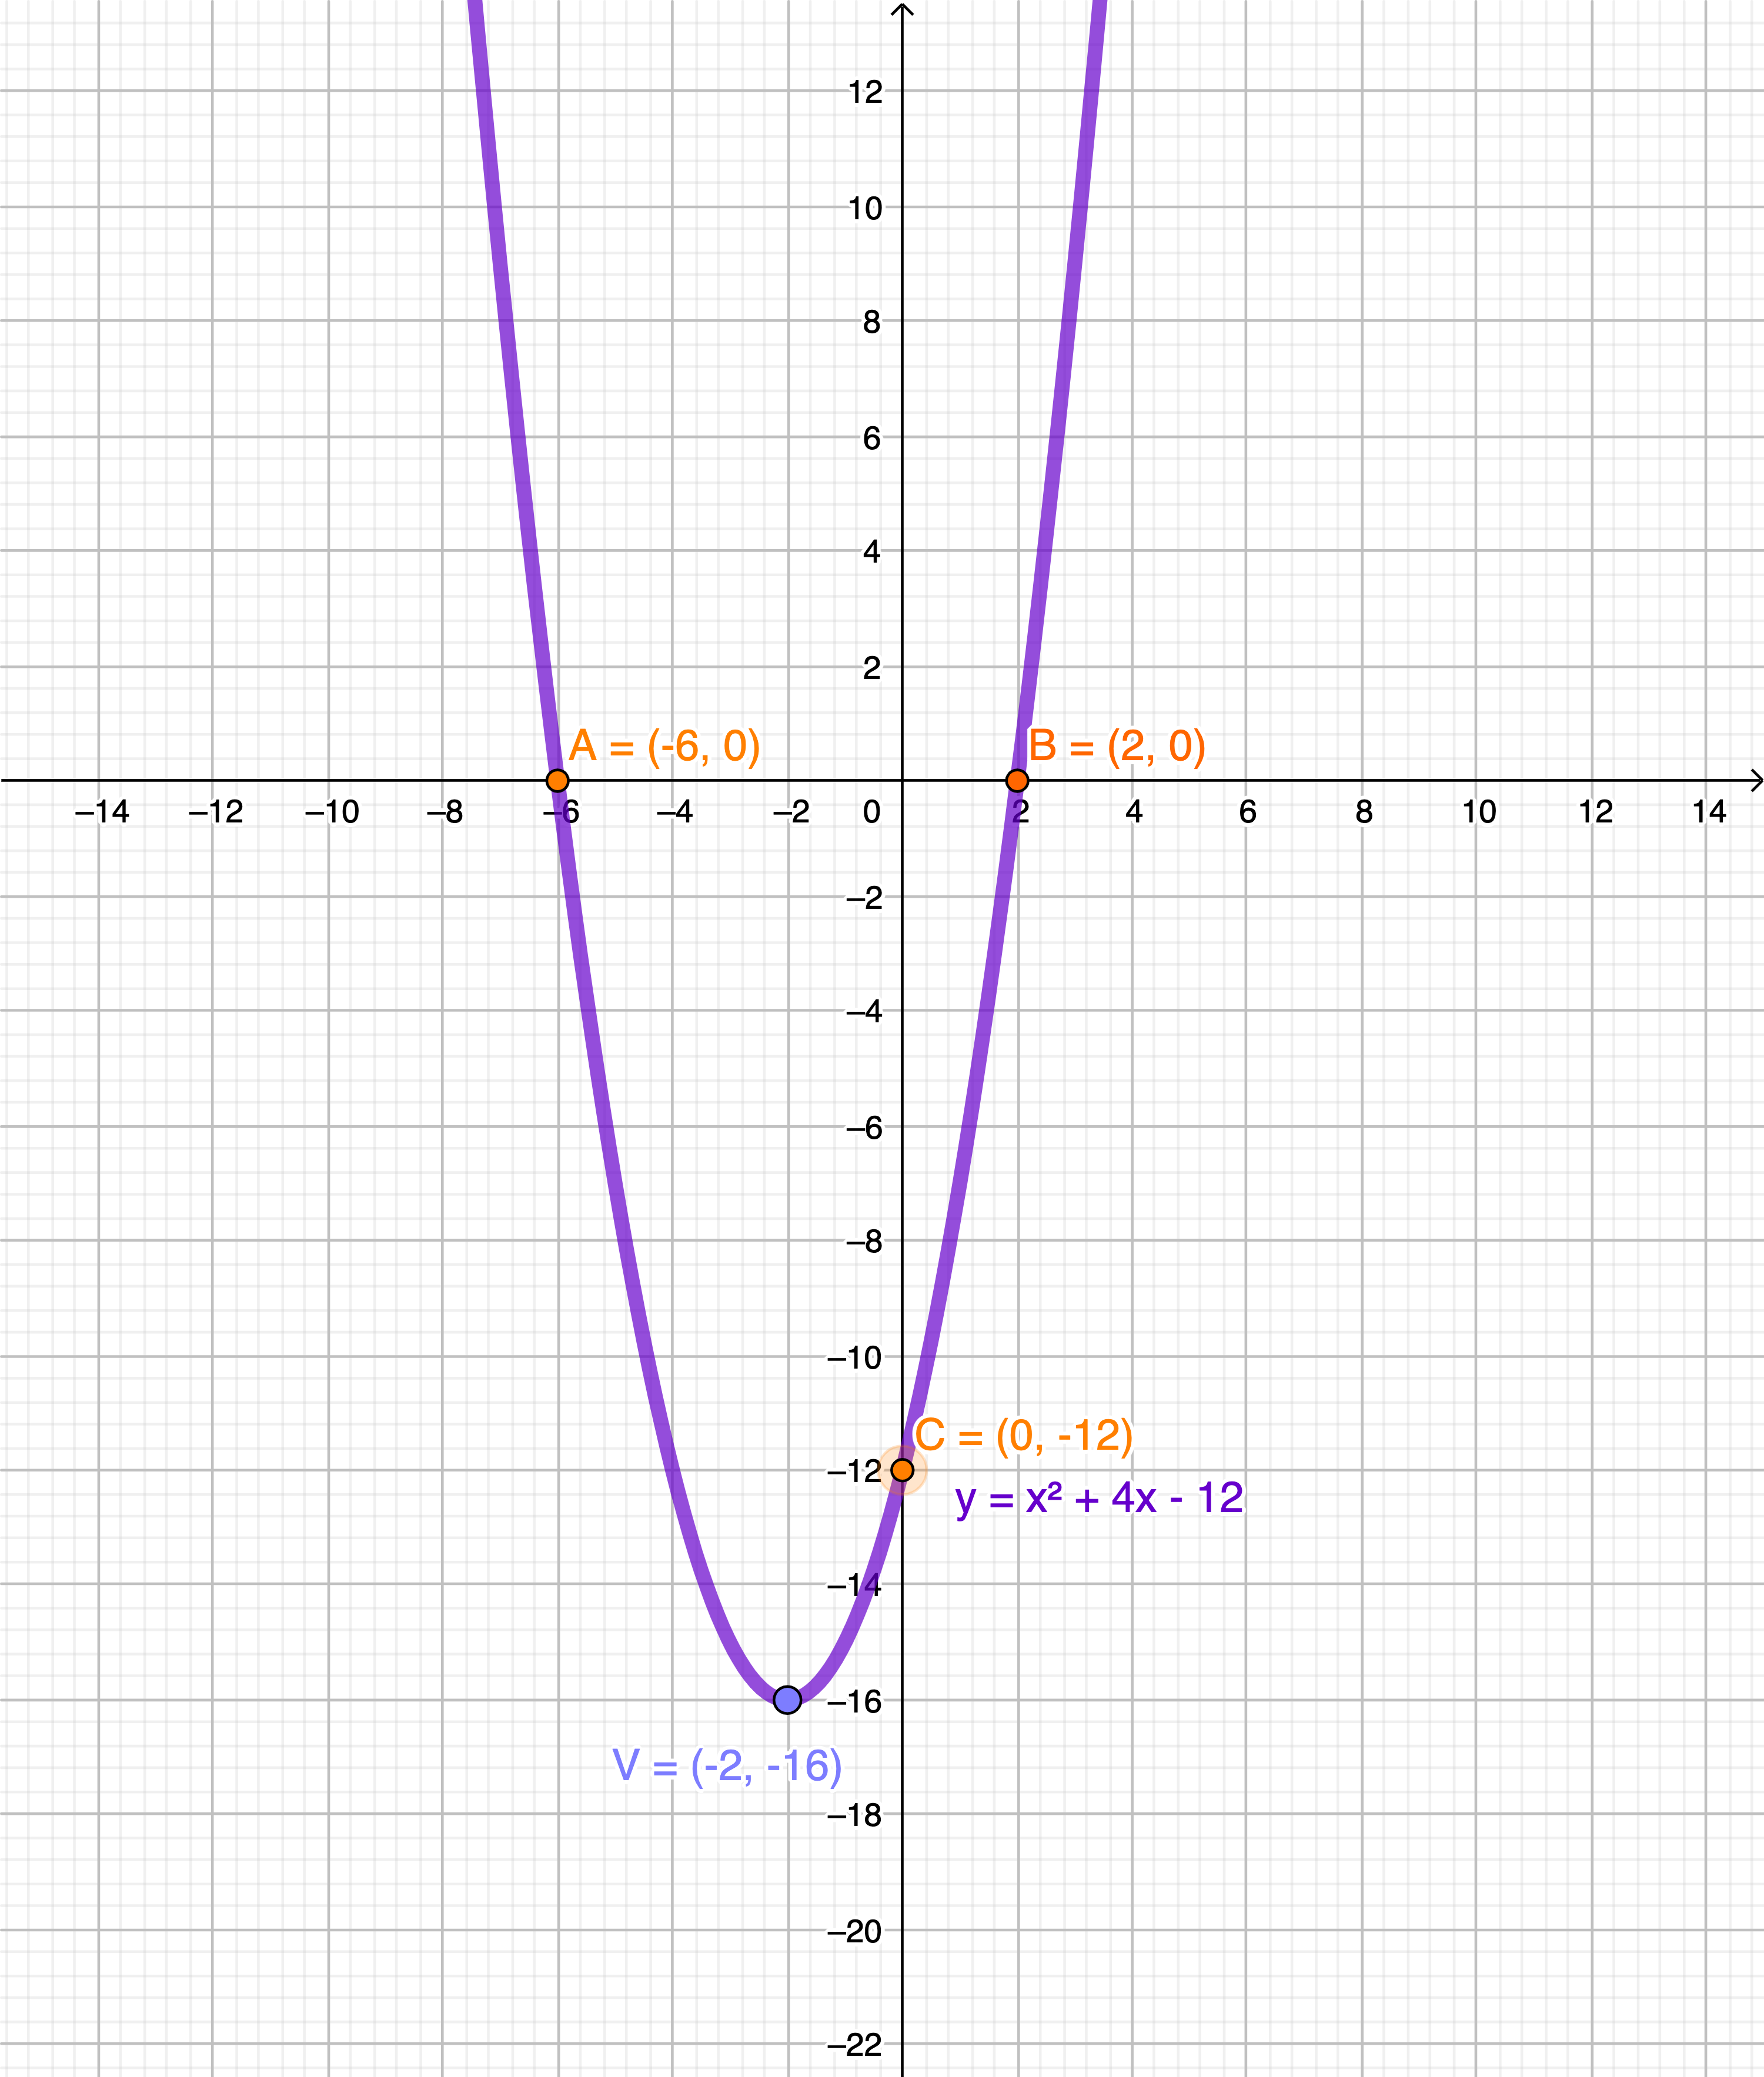 12
10
8
6
4
2
A = (-6, 0)
B = (2, 0)
–14 –12 –10 –8 –6 –4 –2 0 2 4 6 8 10 12 14
–2
–4
–6
–8
–10
C = (0, -12)
–12
y = x² + 4x - 12
–14
–16
V = (-2, -16)
–18
–20
–22